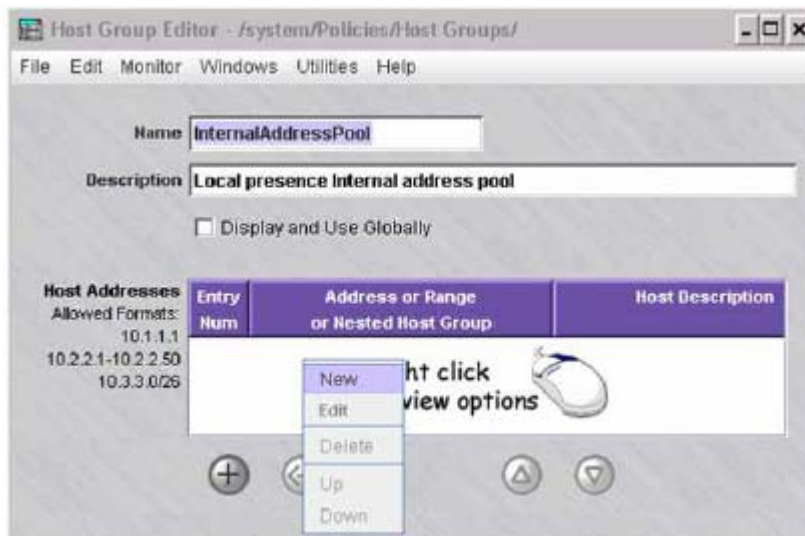 Host Group Editor - /system/Policies/Host Groups/
File Edit Monitor Windows Utilities Help
Name InternalAddressPool
Description Local presence Internal address pool
Display and Use Globally
Host Addresses
Allowed Formats:
10.1.1.1
10.2.2.1-10.2.2.50
10.3.3.0/26
Entry
Num
Address or Range
or Nested Host Group
Host Description
ht click
view options
New
Edit
Delete
Up
Down